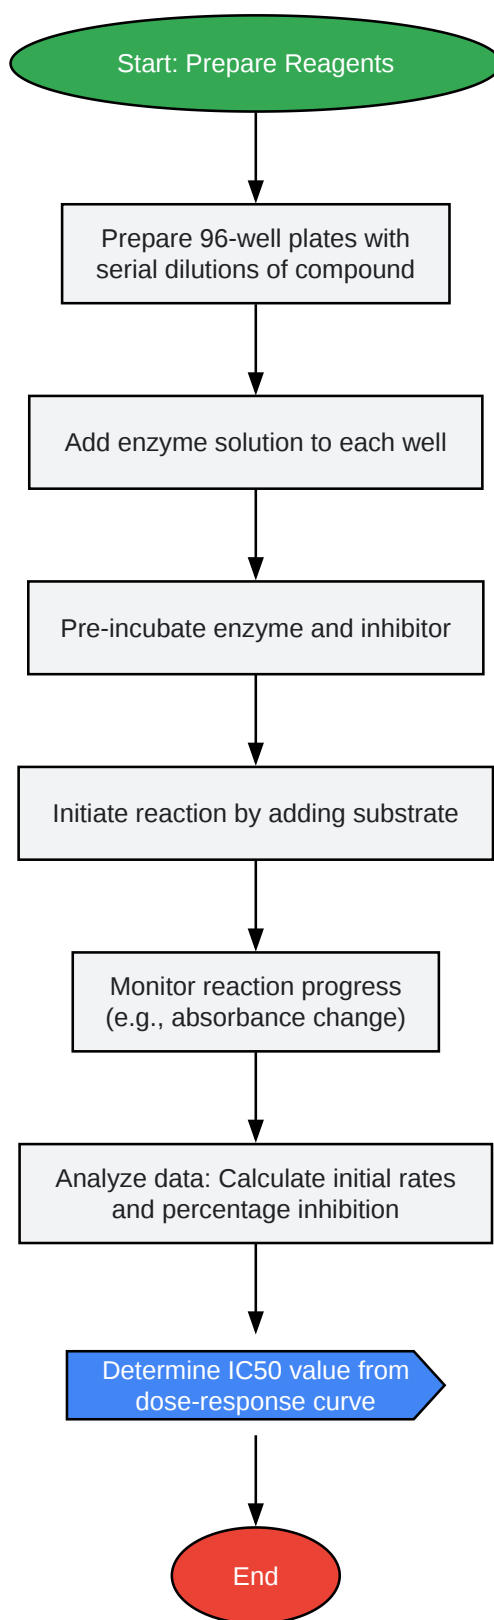 Start: Prepare Reagents
Prepare 96-well plates with
serial dilutions of compound
Add enzyme solution to each well
Pre-incubate enzyme and inhibitor
Initiate reaction by adding substrate
Monitor reaction progress
(e.g., absorbance change)
Analyze data: Calculate initial rates
and percentage inhibition
Determine IC50 value from
dose-response curve
End